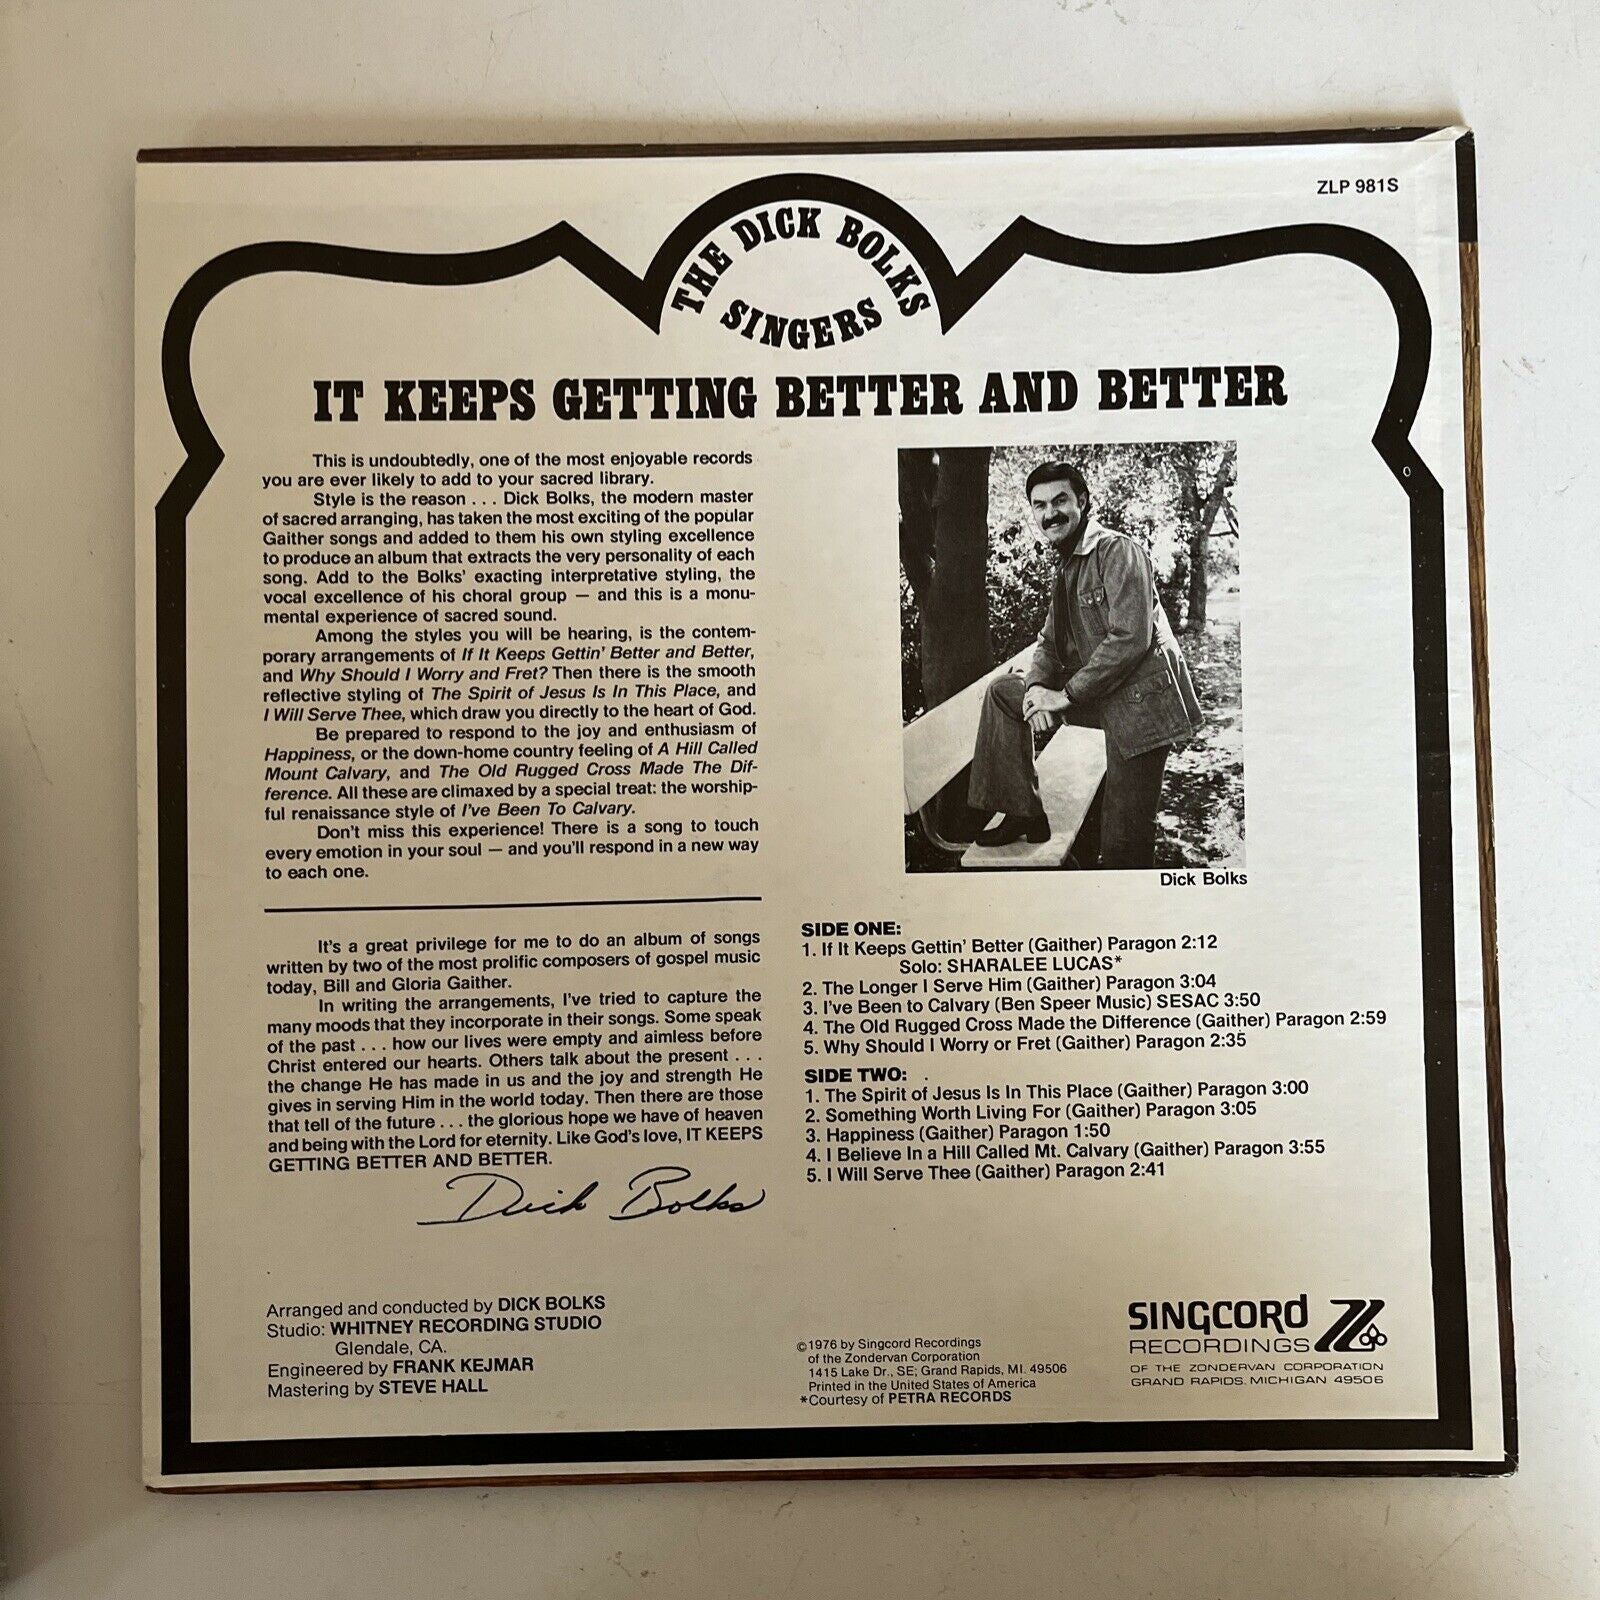 ZLP 981S
THE DICK BOLKS
SINGERS
IT KEEPS GETTING BETTER AND BETTER
This is undoubtedly, one of the most enjoyable records
you are ever likely to add to your sacred library.
Style is the reason . . . Dick Bolks, the modern master
of sacred arranging, has taken the most exciting of the popular
Gaither songs and added to them his own styling excellence
to produce an album that extracts the very personality of each
song. Add to the Bolks' exacting interpretative styling, the
vocal excellence of his choral group — and this is a monu-
mental experience of sacred sound.
Among the styles you will be hearing, is the contem-
porary arrangements of If It Keeps Gettin' Better and Better,
and Why Should I Worry and Fret? Then there is the smooth
reflective styling of The Spirit of Jesus Is In This Place, and
I Will Serve Thee, which draw you directly to the heart of God.
Be prepared to respond to the joy and enthusiasm of
Happiness, or the down-home country feeling of A Hill Called
Mount Calvary, and The Old Rugged Cross Made The Dif-
ference. All these are climaxed by a special treat: the worship-
ful renaissance style of I've Been To Calvary.
Don't miss this experience! There is a song to touch
every emotion in your soul — and you'll respond in a new way
to each one.
It's a great privilege for me to do an album of songs
written by two of the most prolific composers of gospel music
today, Bill and Gloria Gaither.
In writing the arrangements, I've tried to capture the
many moods that they incorporate in their songs. Some speak
of the past . . . how our lives were empty and aimless before
Christ entered our hearts. Others talk about the present . . .
the change He has made in us and the joy and strength He
gives in serving Him in the world today. Then there are those
that tell of the future . . . the glorious hope we have of heaven
and being with the Lord for eternity. Like God's love, IT KEEPS
GETTING BETTER AND BETTER.
Dick Bolks
Arranged and conducted by DICK BOLKS
Studio: WHITNEY RECORDING STUDIO
Glendale, CA.
Engineered by FRANK KEJMAR
Mastering by STEVE HALL
Dick Bolks
SIDE ONE:
1. If It Keeps Gettin' Better (Gaither) Paragon 2:12
Solo: SHARALEE LUCAS*
2. The Longer I Serve Him (Gaither) Paragon 3:04
3. I've Been to Calvary (Ben Speer Music) SESAC 3:50
4. The Old Rugged Cross Made the Difference (Gaither) Paragon 2:59
5. Why Should I Worry or Fret (Gaither) Paragon 2:35
SIDE TWO:
1. The Spirit of Jesus Is In This Place (Gaither) Paragon 3:00
2. Something Worth Living For (Gaither) Paragon 3:05
3. Happiness (Gaither) Paragon 1:50
4. I Believe In a Hill Called Mt. Calvary (Gaither) Paragon 3:55
5. I Will Serve Thee (Gaither) Paragon 2:41
©1976 by Singcord Recordings
of the Zondervan Corporation
1415 Lake Dr., SE; Grand Rapids, MI. 49506
Printed in the United States of America
*Courtesy of PETRA RECORDS
SINGCORD
RECORDINGS
OF THE ZONDERVAN CORPORATION
GRAND RAPIDS. MICHIGAN 49506